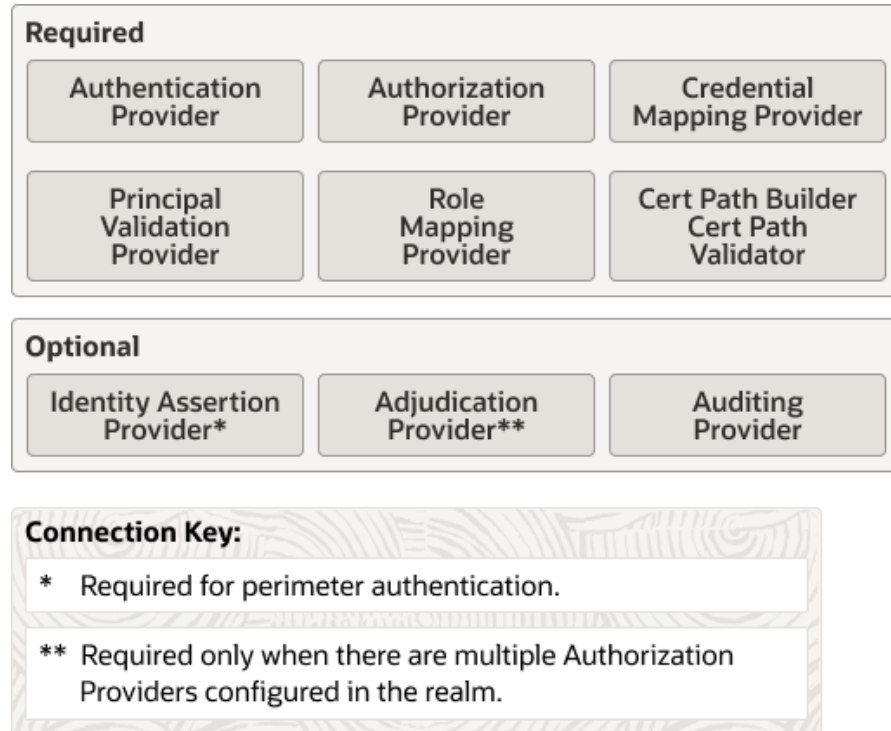 Required
Authentication
Provider
Authorization
Provider
Credential
Mapping Provider
Principal
Validation
Provider
Role
Mapping
Provider
Cert Path Builder
Cert Path
Validator
Optional
Identity Assertion
Provider*
Adjudication
Provider**
Auditing
Provider
Connection Key:
* Required for perimeter authentication.
** Required only when there are multiple Authorization
Providers configured in the realm.